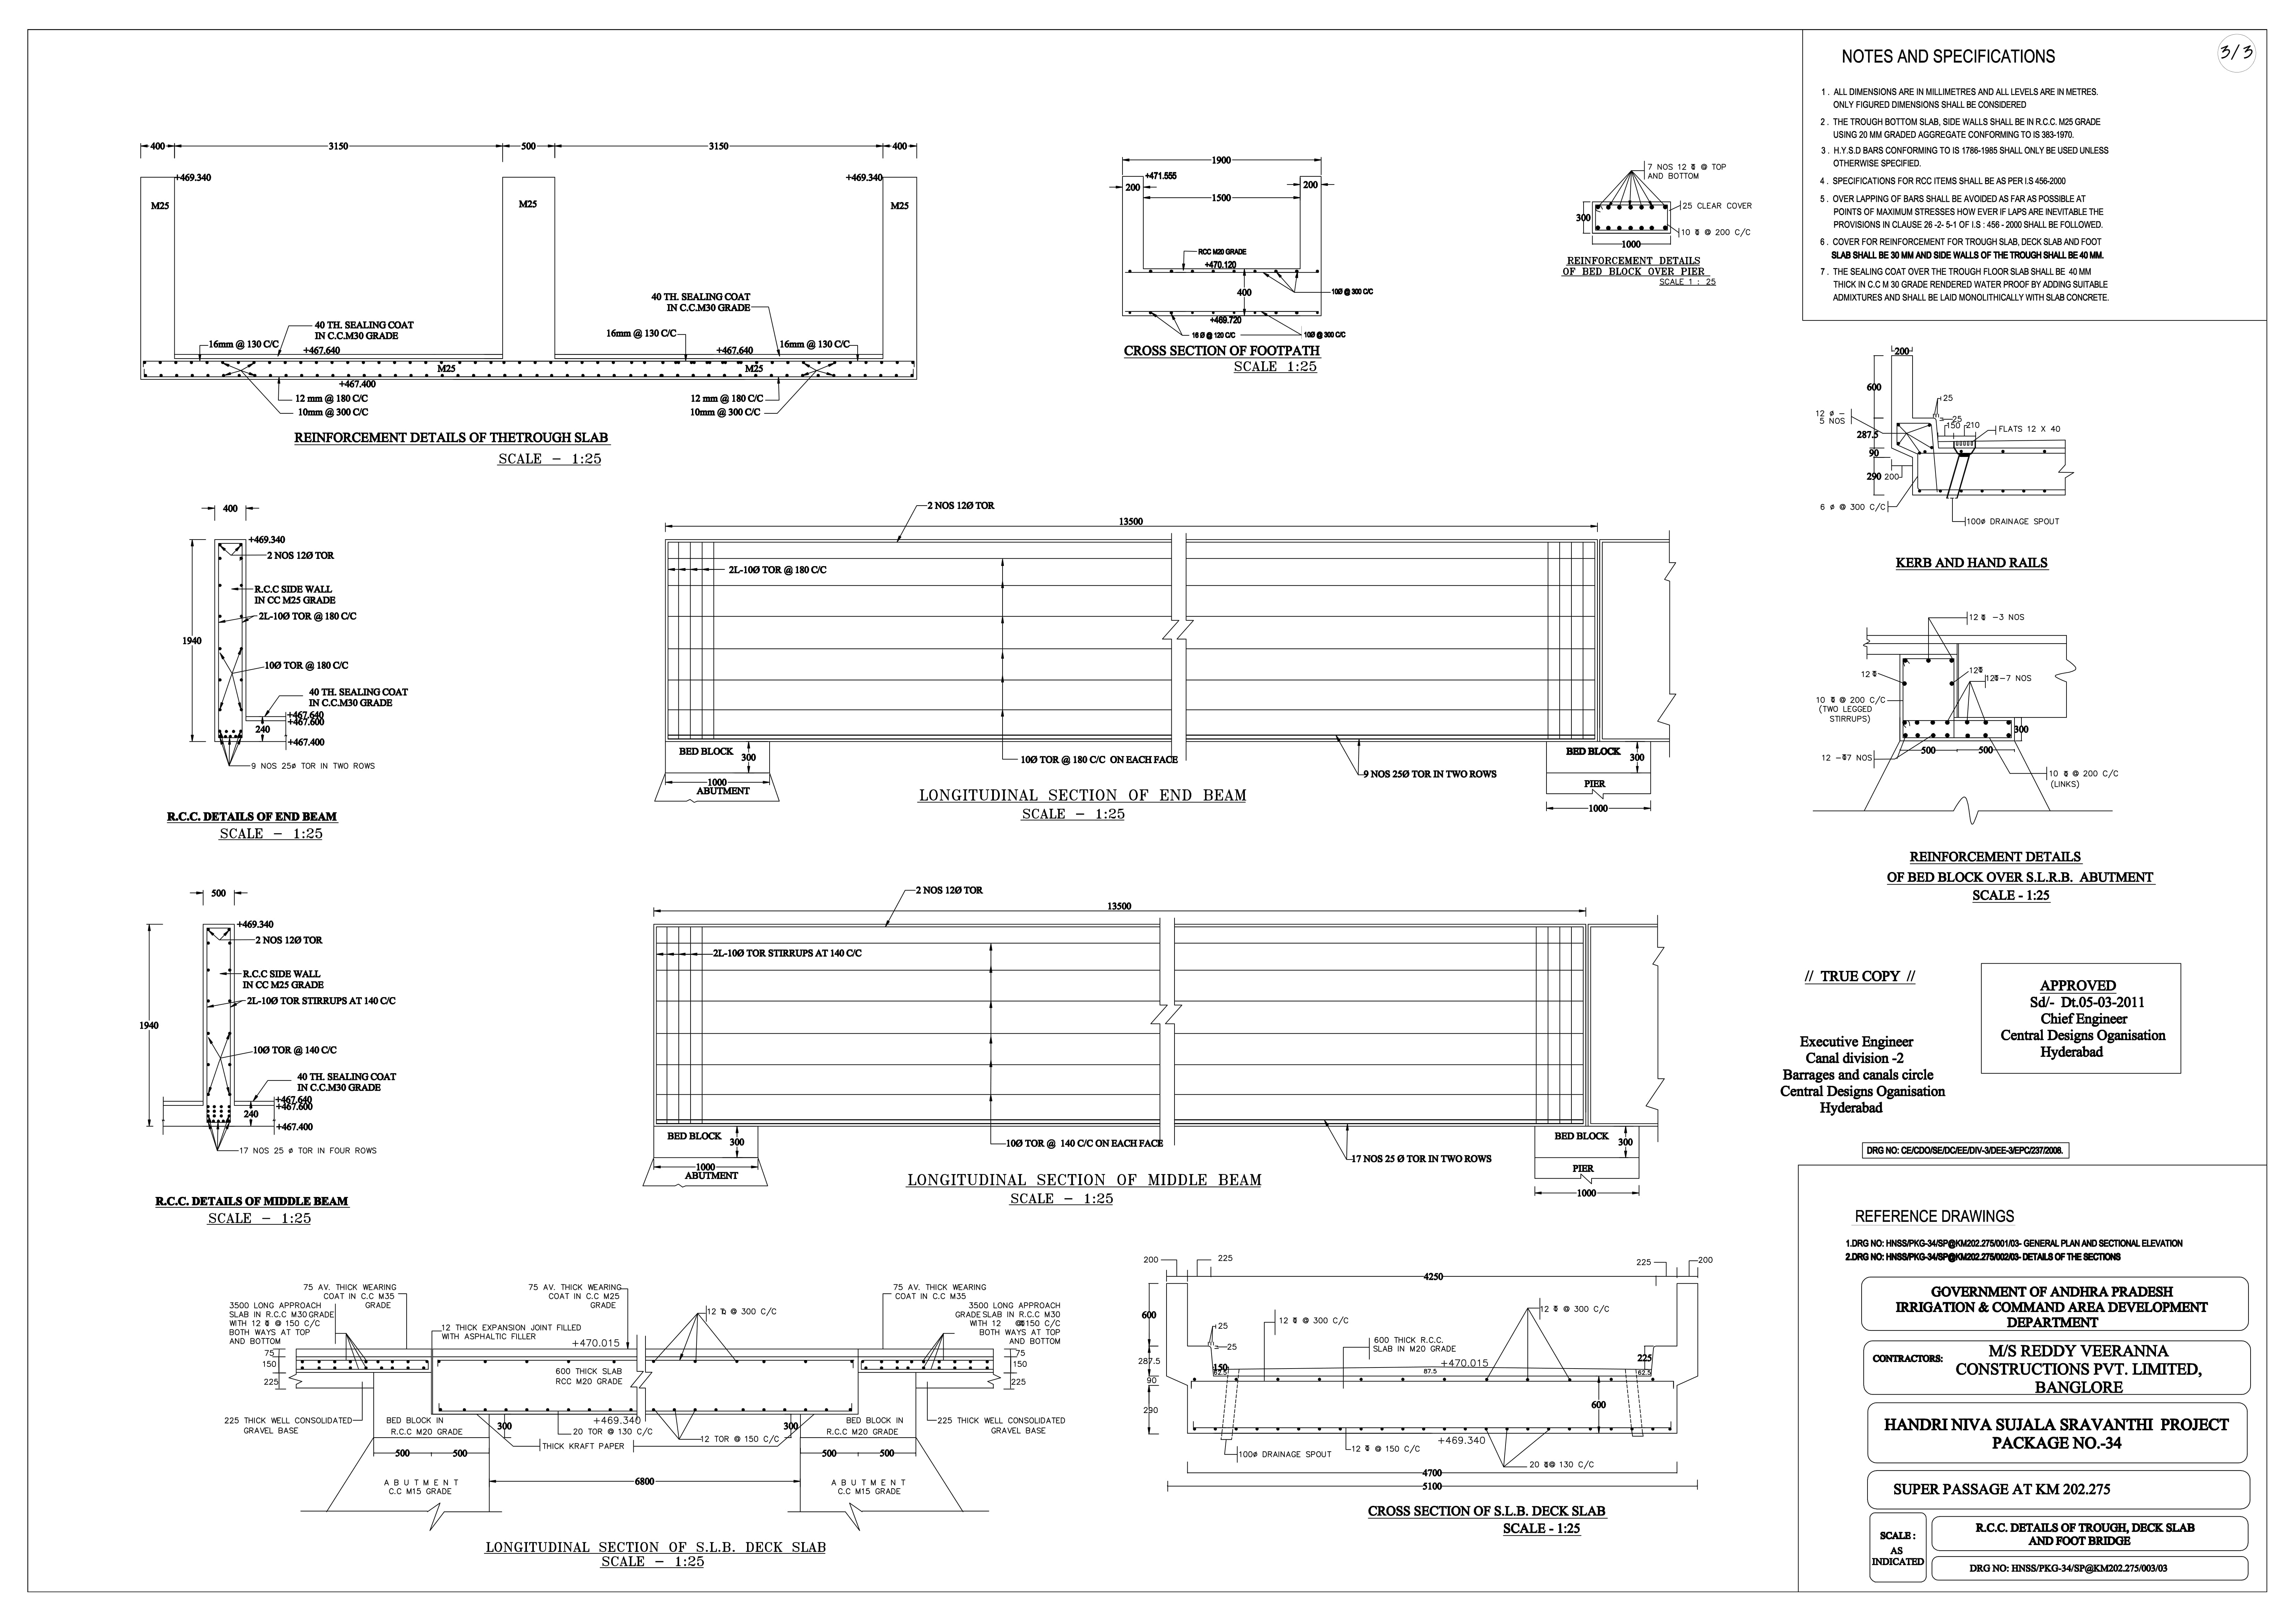 3/3
NOTES AND SPECIFICATIONS
1 . ALL DIMENSIONS ARE IN MILLIMETRES AND ALL LEVELS ARE IN METRES.
ONLY FIGURED DIMENSIONS SHALL BE CONSIDERED
2 . THE TROUGH BOTTOM SLAB, SIDE WALLS SHALL BE IN R.C.C. M25 GRADE
USING 20 MM GRADED AGGREGATE CONFORMING TO IS 383-1970.
3 . H.Y.S.D BARS CONFORMING TO IS 1786-1985 SHALL ONLY BE USED UNLESS
OTHERWISE SPECIFIED.
4 . SPECIFICATIONS FOR RCC ITEMS SHALL BE AS PER I.S 456-2000
5 . OVER LAPPING OF BARS SHALL BE AVOIDED AS FAR AS POSSIBLE AT
POINTS OF MAXIMUM STRESSES HOW EVER IF LAPS ARE INEVITABLE THE
PROVISIONS IN CLAUSE 26 -2- 5-1 OF I.S : 456 - 2000 SHALL BE FOLLOWED.
6 . COVER FOR REINFORCEMENT FOR TROUGH SLAB, DECK SLAB AND FOOT
SLAB SHALL BE 30 MM AND SIDE WALLS OF THE TROUGH SHALL BE 40 MM.
7 . THE SEALING COAT OVER THE TROUGH FLOOR SLAB SHALL BE 40 MM
THICK IN C.C M 30 GRADE RENDERED WATER PROOF BY ADDING SUITABLE
ADMIXTURES AND SHALL BE LAID MONOLITHICALLY WITH SLAB CONCRETE.
400 3150 500 3150 400
+469.340 +469.340
M25 M25 M25
40 TH. SEALING COAT
IN C.C.M30 GRADE
40 TH. SEALING COAT
IN C.C.M30 GRADE
16mm @ 130 C/C
16mm @ 130 C/C
16mm @ 130 C/C
+467.640 +467.640
M25 M25
+467.400
12 mm @ 180 C/C
10mm @ 300 C/C
12 mm @ 180 C/C
10mm @ 300 C/C
REINFORCEMENT DETAILS OF THETROUGH SLAB
SCALE - 1:25
1900
+471.555
200 200
1500
RCC M20 GRADE
+470.120
400
10Ø @ 300 C/C
+469.720
16 Ø @ 120 C/C
10Ø @ 300 C/C
CROSS SECTION OF FOOTPATH
SCALE 1:25
7 NOS 12 Ф @ TOP
AND BOTTOM
25 CLEAR COVER
300
10 Ф @ 200 C/C
1000
REINFORCEMENT DETAILS
OF BED BLOCK OVER PIER
SCALE 1 : 25
200
600
25
25
12 ø -
5 NOS
150 210
FLATS 12 X 40
287.5
90
290 200
6 ø @ 300 C/C
100ø DRAINAGE SPOUT
KERB AND HAND RAILS
400
+469.340
2 NOS 12Ø TOR
R.C.C SIDE WALL
IN CC M25 GRADE
2L-10Ø TOR @ 180 C/C
1940
10Ø TOR @ 180 C/C
40 TH. SEALING COAT
IN C.C.M30 GRADE
+467.640
+467.600
240
+467.400
9 NOS 25ø TOR IN TWO ROWS
R.C.C. DETAILS OF END BEAM
SCALE - 1:25
2 NOS 12Ø TOR
13500
2L-10Ø TOR @ 180 C/C
BED BLOCK
300
10Ø TOR @ 180 C/C ON EACH FACE
BED BLOCK
300
9 NOS 25Ø TOR IN TWO ROWS
1000
ABUTMENT
PIER
1000
LONGITUDINAL SECTION OF END BEAM
SCALE - 1:25
12 Ф -3 NOS
12 Ф
12Ф
12Ф-7 NOS
10 Ф @ 200 C/C
(TWO LEGGED
STIRRUPS)
300
500 500
12 -Ф7 NOS
10 Ф @ 200 C/C
(LINKS)
REINFORCEMENT DETAILS
OF BED BLOCK OVER S.L.R.B. ABUTMENT
SCALE - 1:25
500
+469.340
2 NOS 12Ø TOR
R.C.C SIDE WALL
IN CC M25 GRADE
2L-10Ø TOR STIRRUPS AT 140 C/C
1940
10Ø TOR @ 140 C/C
40 TH. SEALING COAT
IN C.C.M30 GRADE
+467.640
+467.600
240
+467.400
17 NOS 25 ø TOR IN FOUR ROWS
R.C.C. DETAILS OF MIDDLE BEAM
SCALE - 1:25
2 NOS 12Ø TOR
13500
2L-10Ø TOR STIRRUPS AT 140 C/C
BED BLOCK
300
10Ø TOR @ 140 C/C ON EACH FACE
BED BLOCK
300
17 NOS 25 Ø TOR IN TWO ROWS
1000
ABUTMENT
PIER
1000
LONGITUDINAL SECTION OF MIDDLE BEAM
SCALE - 1:25
// TRUE COPY //
Executive Engineer
Canal division -2
Barrages and canals circle
Central Designs Oganisation
Hyderabad
APPROVED
Sd/- Dt.05-03-2011
Chief Engineer
Central Designs Oganisation
Hyderabad
DRG NO: CE/CDO/SE/DC/EE/DIV-3/DEE-3/EPC/237/2008.
75 AV. THICK WEARING
COAT IN C.C M35
GRADE
3500 LONG APPROACH
SLAB IN R.C.C M30
WITH 12 Ф @ 150 C/C
BOTH WAYS AT TOP
AND BOTTOM
75 AV. THICK WEARING
COAT IN C.C M25
GRADE
12 THICK EXPANSION JOINT FILLED
WITH ASPHALTIC FILLER
12 Ф @ 300 C/C
75 AV. THICK WEARING
COAT IN C.C M35
GRADE
3500 LONG APPROACH
SLAB IN R.C.C M30
WITH 12 Ф@150 C/C
BOTH WAYS AT TOP
AND BOTTOM
+470.015
75
150
225
75
150
225
600 THICK SLAB
RCC M20 GRADE
225 THICK WELL CONSOLIDATED
GRAVEL BASE
BED BLOCK IN
R.C.C M20 GRADE
300
+469.340
20 TOR @ 130 C/C
12 TOR @ 150 C/C
THICK KRAFT PAPER
300
BED BLOCK IN
R.C.C M20 GRADE
225 THICK WELL CONSOLIDATED
GRAVEL BASE
500 500
500 500
6800
ABUTMENT
C.C M15 GRADE
ABUTMENT
C.C M15 GRADE
LONGITUDINAL SECTION OF S.L.B. DECK SLAB
SCALE - 1:25
200 225 225 200
4250
600
25
25
12 Ф @ 300 C/C
12 Ф @ 300 C/C
600 THICK R.C.C.
SLAB IN M20 GRADE
+470.015
287.5
150
62.5
87.5
225
62.5
90
290
600
+469.340
100ø DRAINAGE SPOUT
12 Ф @ 150 C/C
20 Ф@ 130 C/C
4700
5100
CROSS SECTION OF S.L.B. DECK SLAB
SCALE - 1:25
REFERENCE DRAWINGS
1.DRG NO: HNSS/PKG-34/SP@KM202.275/001/03- GENERAL PLAN AND SECTIONAL ELEVATION
2.DRG NO: HNSS/PKG-34/SP@KM202.275/002/03- DETAILS OF THE SECTIONS
GOVERNMENT OF ANDHRA PRADESH
IRRIGATION & COMMAND AREA DEVELOPMENT
DEPARTMENT
CONTRACTORS:
M/S REDDY VEERANNA
CONSTRUCTIONS PVT. LIMITED,
BANGLORE
HANDRI NIVA SUJALA SRAVANTHI PROJECT
PACKAGE NO.-34
SUPER PASSAGE AT KM 202.275
SCALE :
AS
INDICATED
R.C.C. DETAILS OF TROUGH, DECK SLAB
AND FOOT BRIDGE
DRG NO: HNSS/PKG-34/SP@KM202.275/003/03